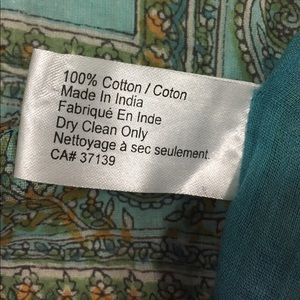 100% Cotton / Coton
Made In India
Fabriqué En Inde
Dry Clean Only
Nettoyage à sec seulement.
CA# 37139